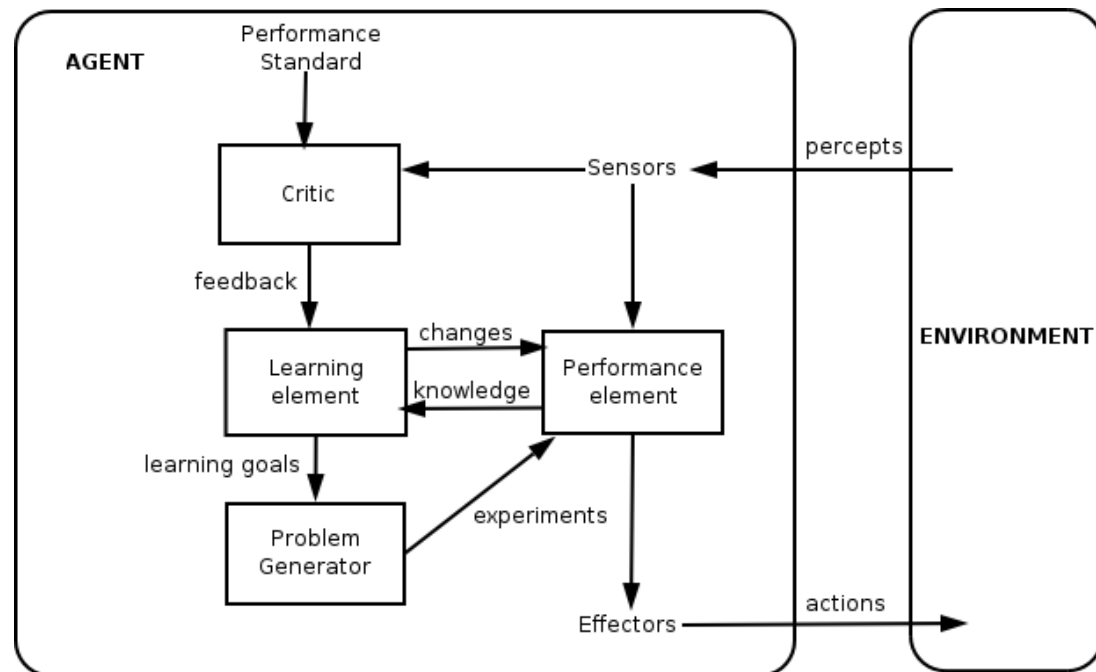 Performance
Standard
AGENT
percepts
Sensors
Critic
feedback
changes
ENVIRONMENT
Learning
element
Performance
element
knowledge
learning goals
experiments
Problem
Generator
actions
Effectors